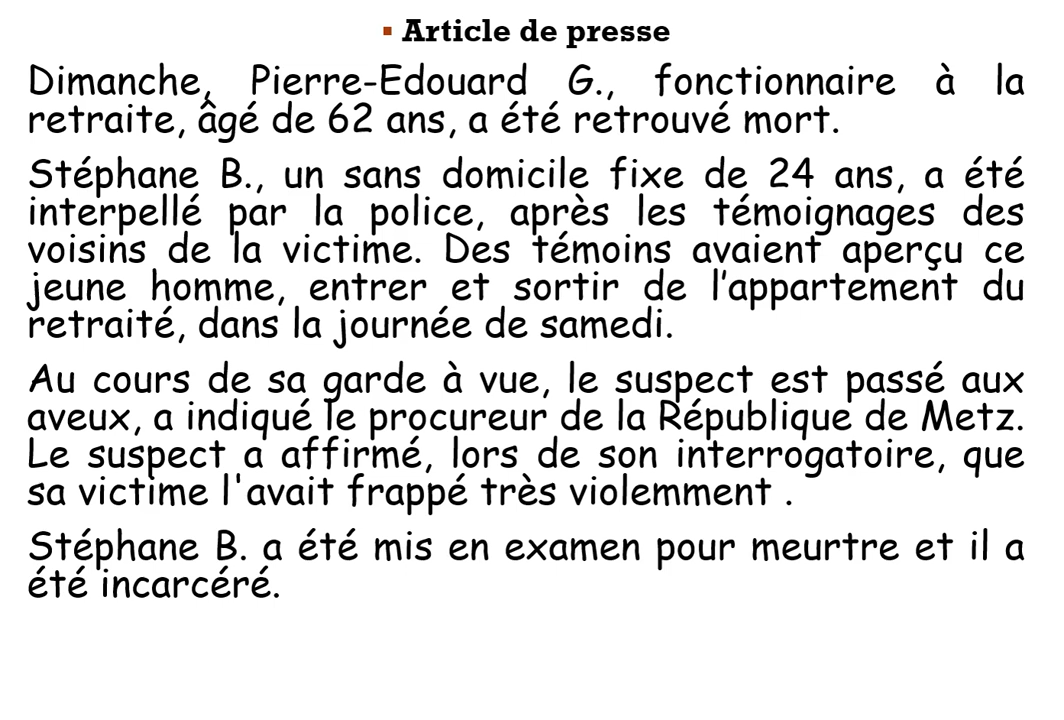 ▪ Article de presse
Dimanche, Pierre-Edouard G., fonctionnaire à la
retraite, âgé de 62 ans, a été retrouvé mort.
Stéphane B., un sans domicile fixe de 24 ans, a été
interpellé par la police, après les témoignages des
voisins de la victime. Des témoins avaient aperçu ce
jeune homme, entrer et sortir de l’appartement du
retraité, dans la journée de samedi.
Au cours de sa garde à vue, le suspect est passé aux
aveux, a indiqué le procureur de la République de Metz.
Le suspect a affirmé, lors de son interrogatoire, que
sa victime l'avait frappé très violemment .
Stéphane B. a été mis en examen pour meurtre et il a
été incarcéré.